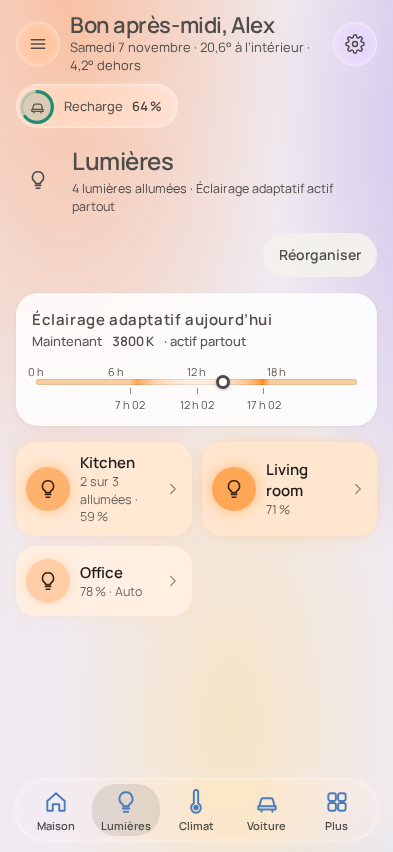 Bon après-midi, Alex
Samedi 7 novembre · 20,6° à l'intérieur ·
4,2° dehors
Recharge 64 %
Lumières
4 lumières allumées · Éclairage adaptatif actif
partout
Réorganiser
Éclairage adaptatif aujourd'hui
Maintenant 3800 K · actif partout
0 h 6 h 12 h 18 h
7 h 02 12 h 02 17 h 02
Kitchen
2 sur 3
allumées ·
59 %
Living
room
71 %
Office
78 % · Auto
Maison Lumières Climat Voiture Plus